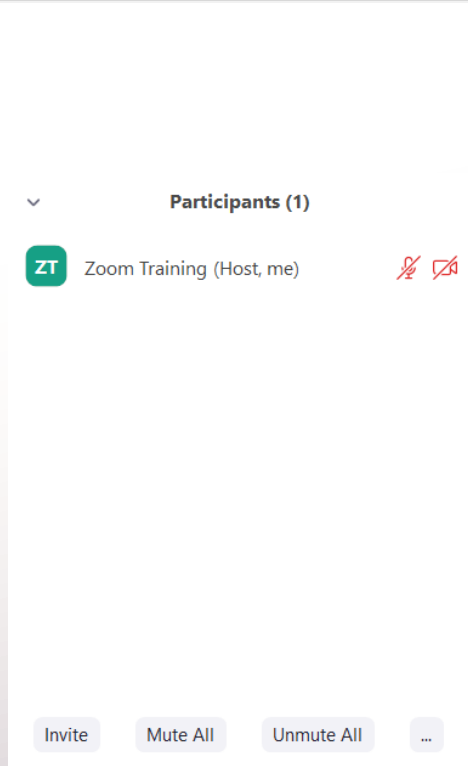 Participants (1)
ZT Zoom Training (Host, me)
Invite Mute All Unmute All ...